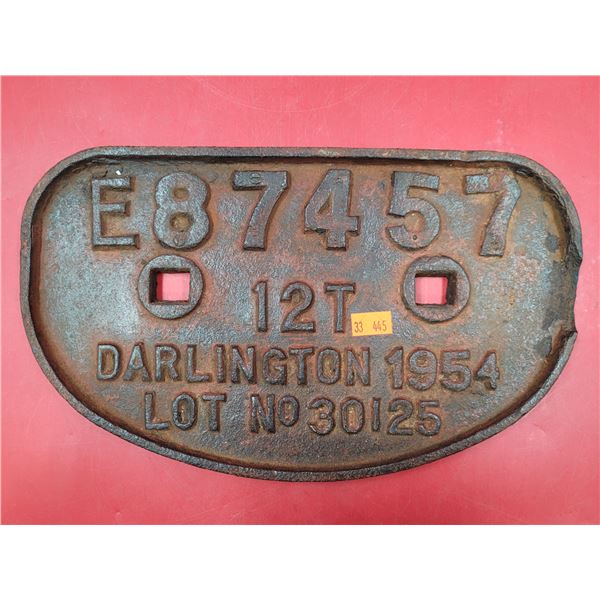 E87457
12T
33 445
DARLINGTON 1954
LOT No 30125